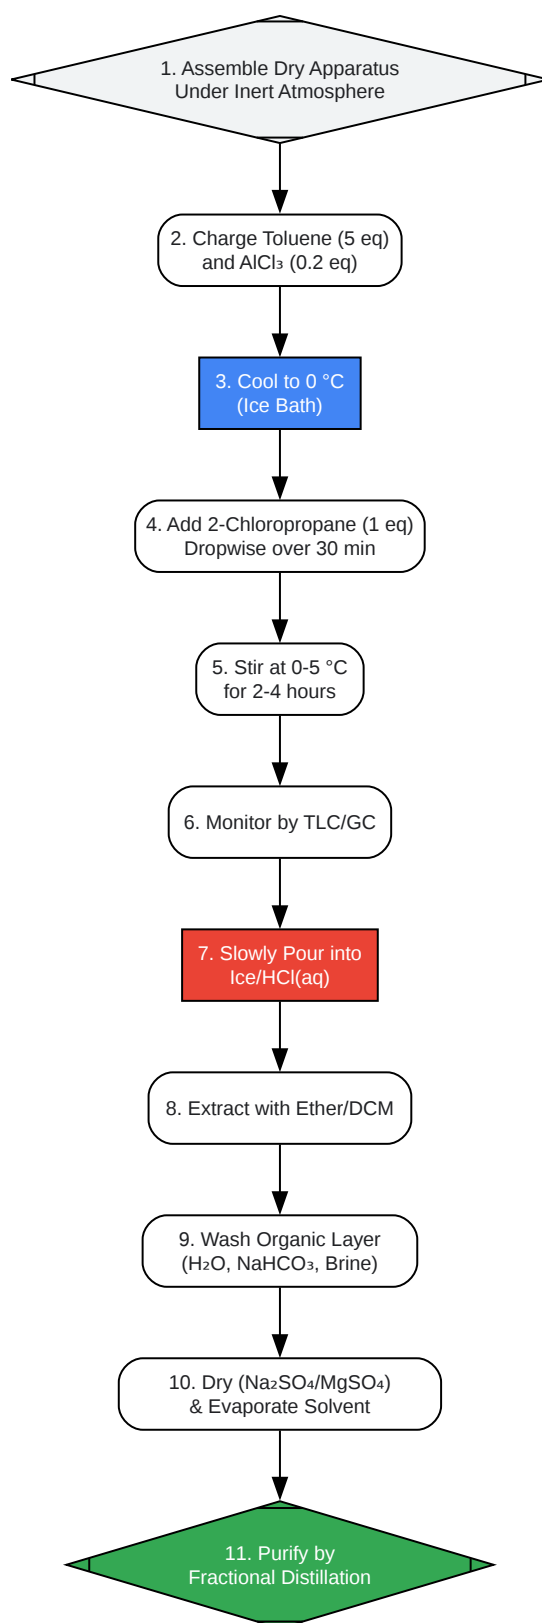 1. Assemble Dry Apparatus
Under Inert Atmosphere
2. Charge Toluene (5 eq)
and AlCl₃ (0.2 eq)
3. Cool to 0 °C
(Ice Bath)
4. Add 2-Chloropropane (1 eq)
Dropwise over 30 min
5. Stir at 0-5 °C
for 2-4 hours
6. Monitor by TLC/GC
7. Slowly Pour into
Ice/HCl(aq)
8. Extract with Ether/DCM
9. Wash Organic Layer
(H₂O, NaHCO₃, Brine)
10. Dry (Na₂SO₄/MgSO₄)
& Evaporate Solvent
11. Purify by
Fractional Distillation